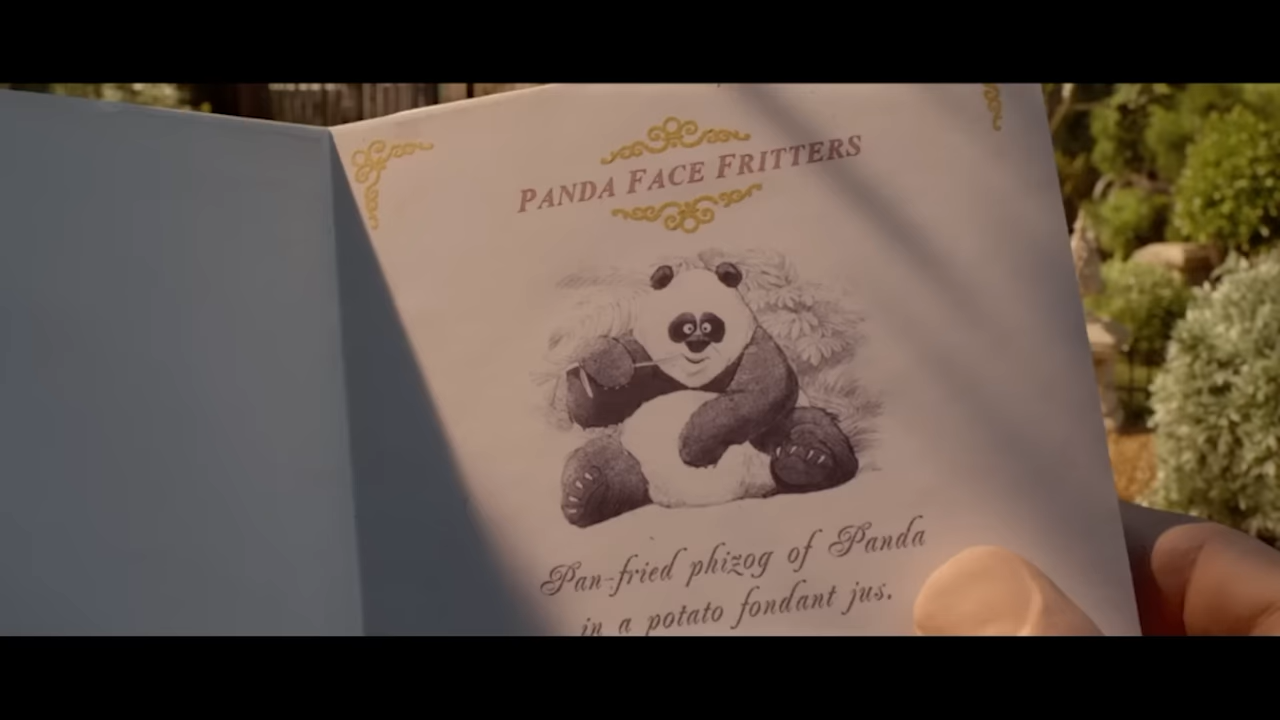 PANDA FACE FRITTERS
Pan-fried phizog of Panda
in a potato fondant jus.